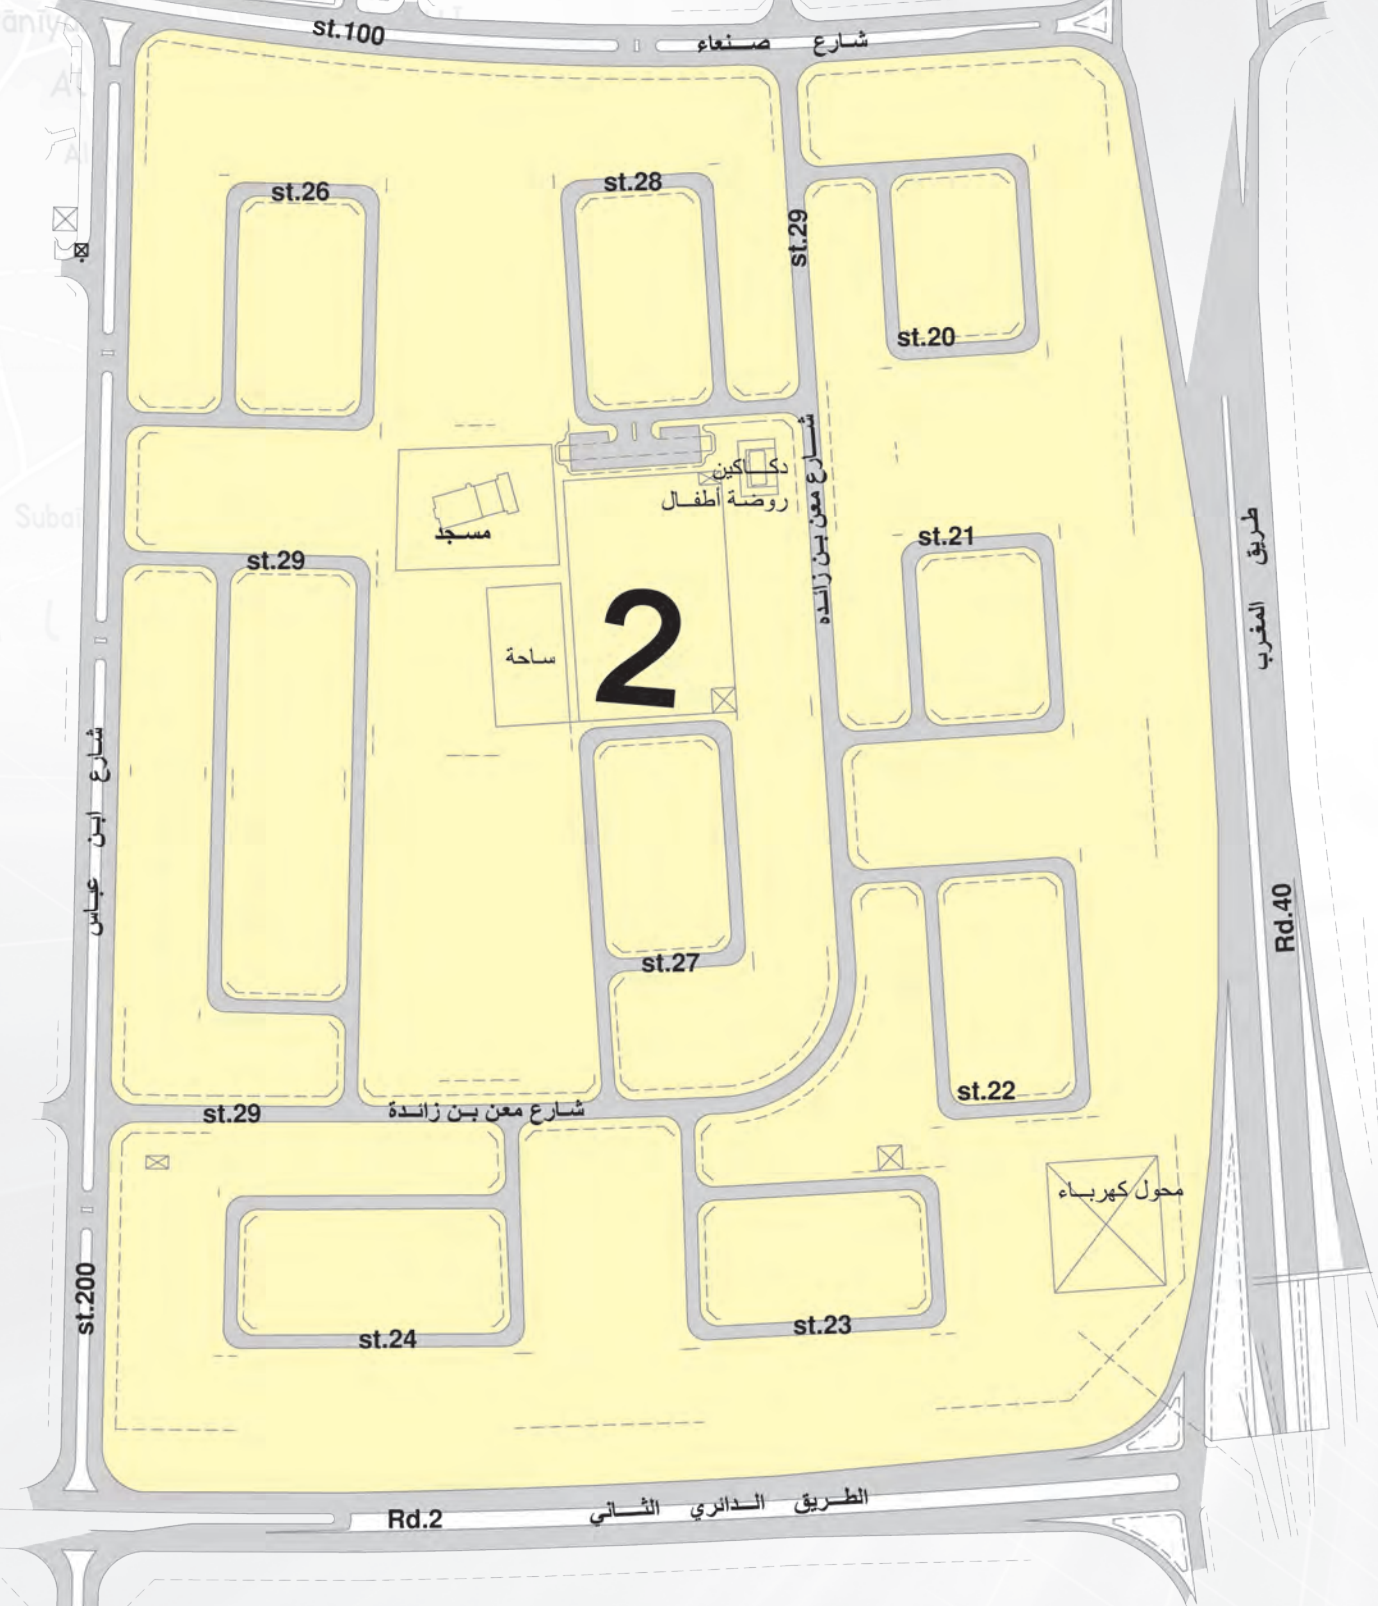 st.100
شارع صنعاء
st.26
st.28
st.29
st.20
دكاكين
روضة أطفال
مسجد
شارع معن بن زائده
st.21
st.29
طريق المغرب
Subai
2
ساحة
شارع ابن عباس
Rd.40
st.27
st.22
st.29
شارع معن بن زائدة
محول كهرباء
st.200
st.24
st.23
الطريق الدائري الثاني
Rd.2